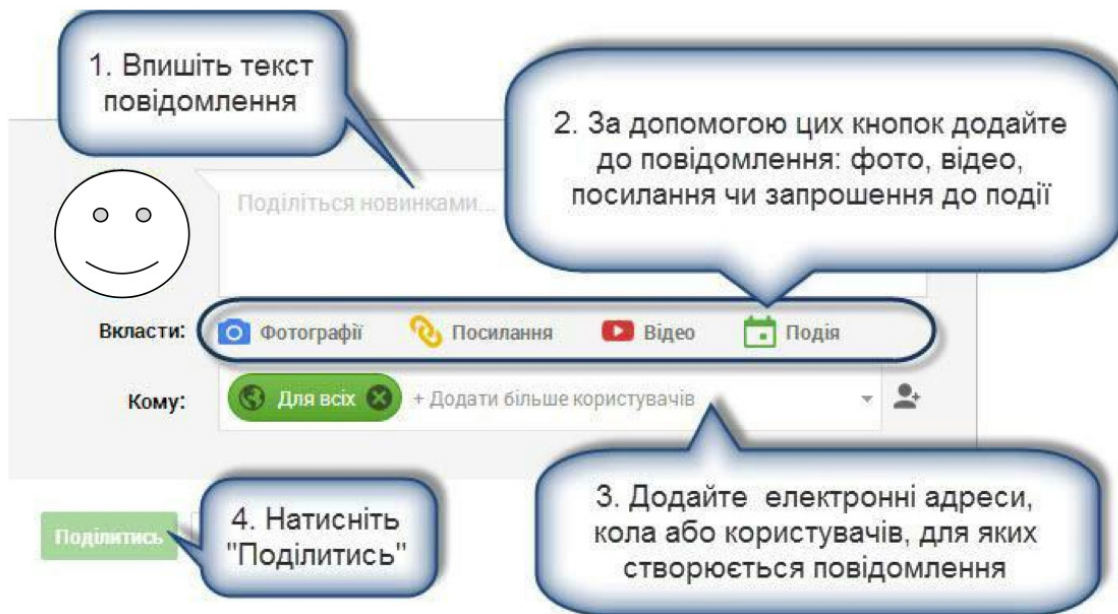 1. Впишіть текст
повідомлення
2. За допомогою цих кнопок додайте
до повідомлення: фото, відео,
посилання чи запрошення до події
Поділіться новинками...
Вкласти:
Фотографії
Посилання
Відео
Подія
Кому:
Для всіх
+ Додати більше користувачів
3. Додайте електронні адреси,
кола або користувачів, для яких
створюється повідомлення
4. Натисніть
"Поділитись"
Поділитись